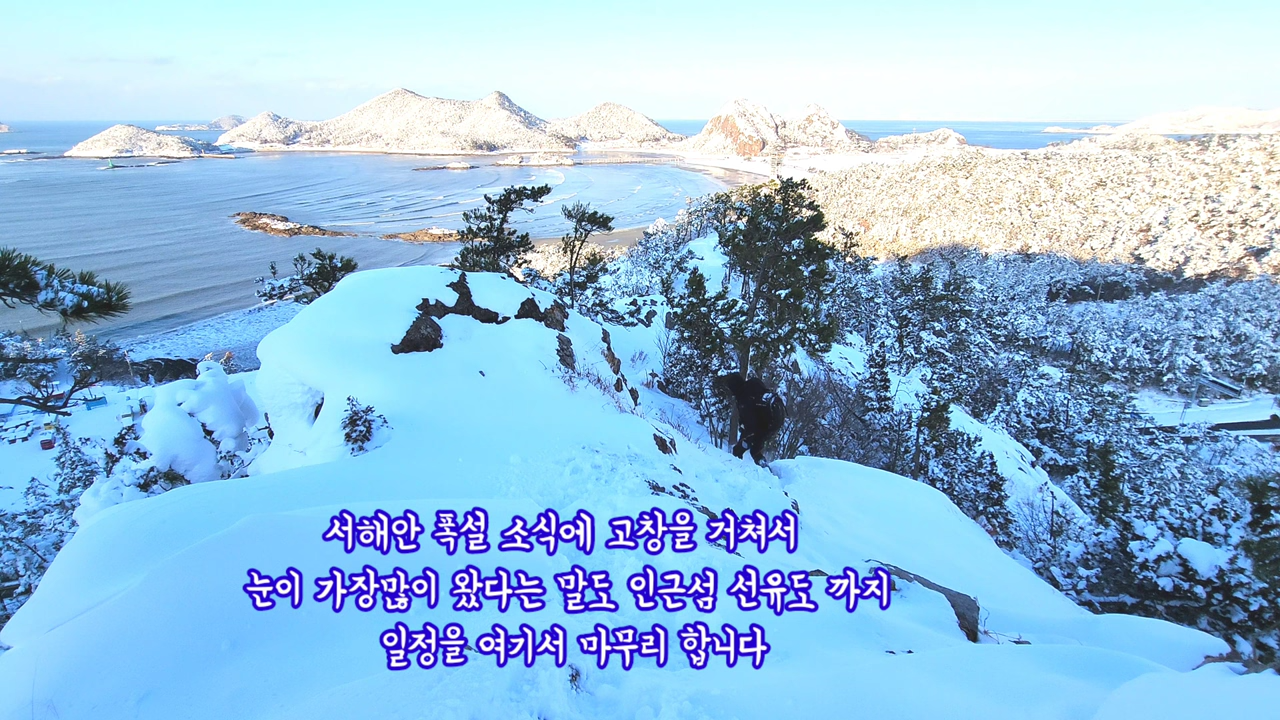 서해안 폭설 소식에 고창을 거쳐서
눈이 가장많이 왔다는 말도 인근섬 선유도 까지
일정을 여기서 마무리 합니다